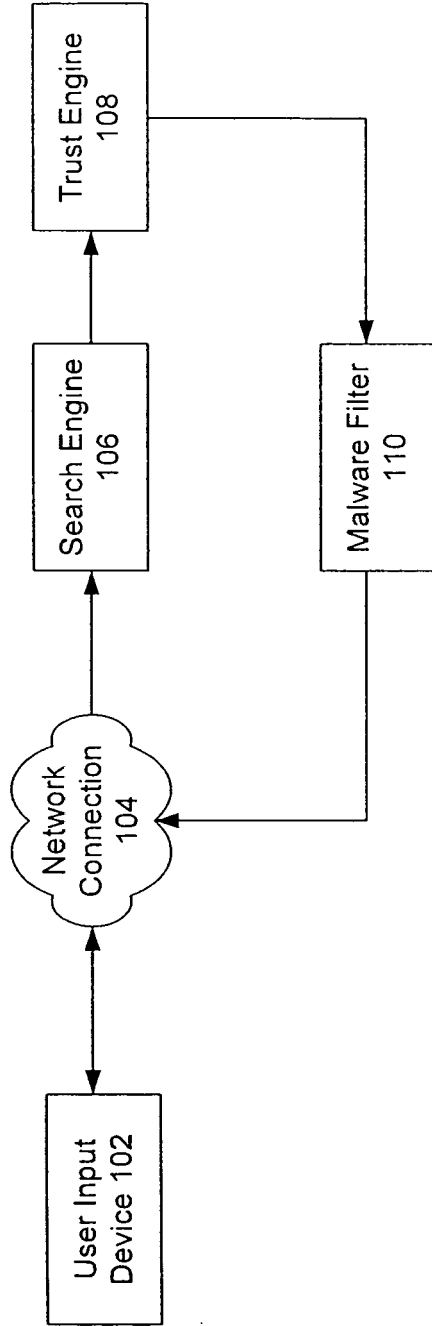 User Input
Device 102
Network
Connection
104
Search Engine
106
Trust Engine
108
Malware Filter
110